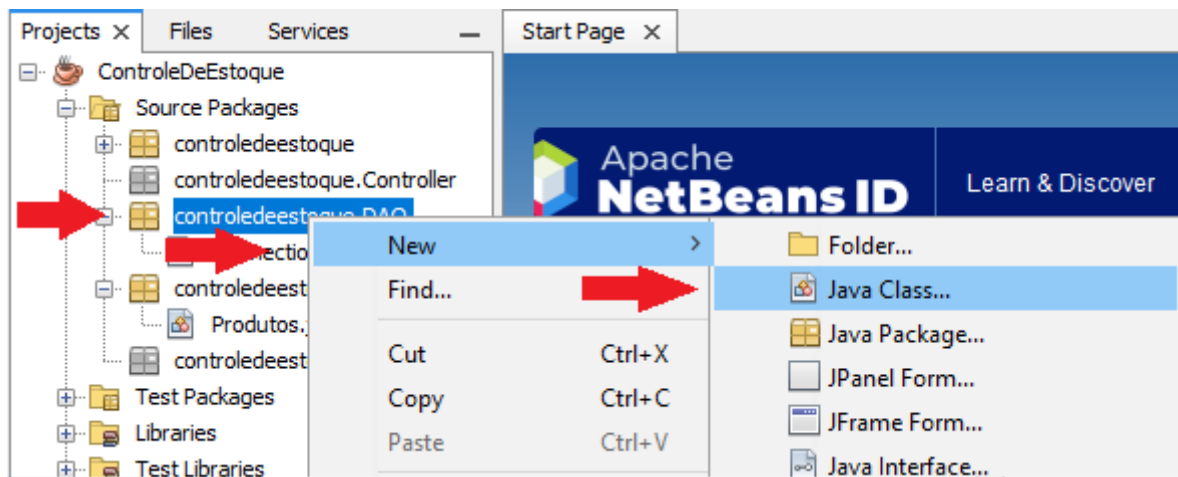 Projects Files Services Start Page
ControleDeEstoque
Source Packages
controledeestoque
controledeestoque.Controller
controledeestoque.DAO
controledeest
Produtos.
controledeest
Test Packages
Libraries
Test Libraries
New
Find...
Cut Ctrl+X
Copy Ctrl+C
Paste Ctrl+V
Folder...
Java Class...
Java Package...
JPanel Form...
JFrame Form...
Java Interface...
Apache
NetBeans ID
Learn & Discover